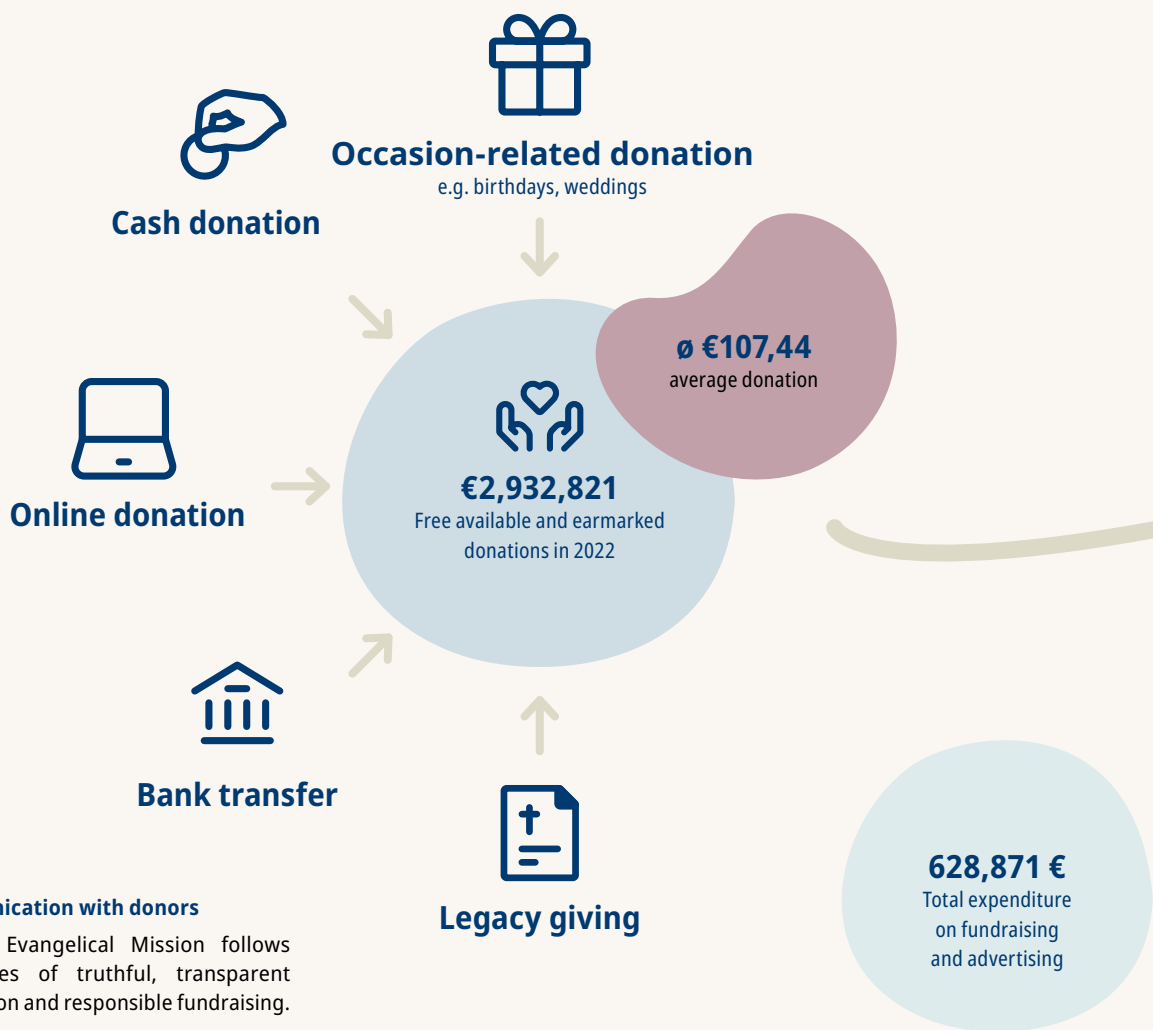 Occasion-related donation
e.g. birthdays, weddings
Cash donation
ø €107,44
average donation
Online donation
€2,932,821
Free available and earmarked
donations in 2022
Bank transfer
Legacy giving
628,871 €
Total expenditure
on fundraising
and advertising
with donors
Evangelical Mission follows
of truthful, transparent
and responsible fundraising.